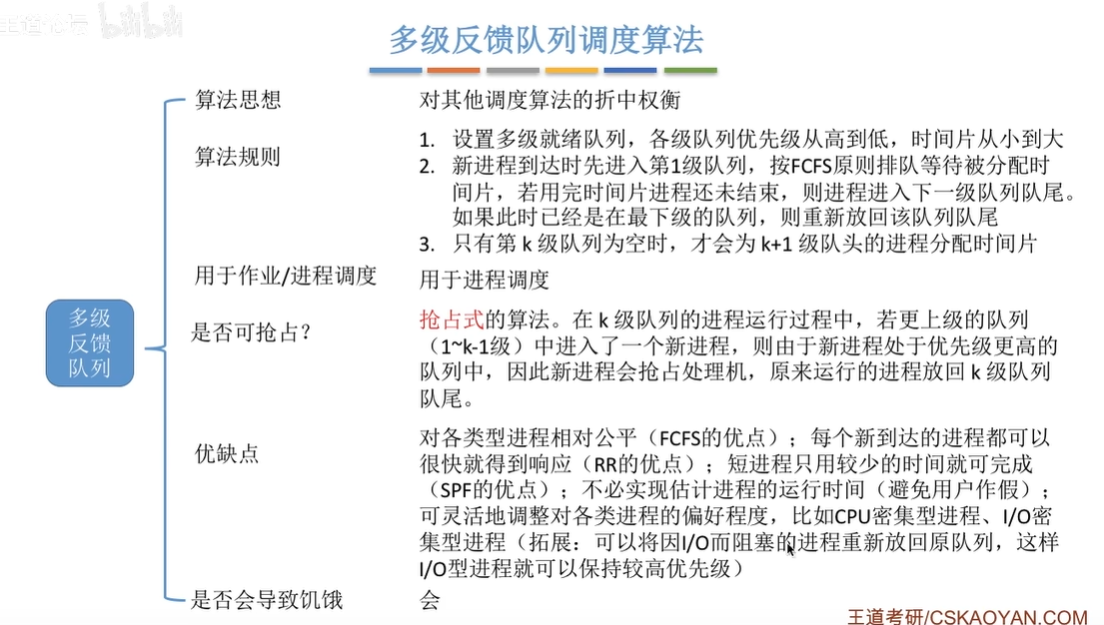 多级反馈队列调度算法
算法思想
对其他调度算法的折中权衡
算法规则
1. 设置多级就绪队列，各级队列优先级从高到低，时间片从小到大
2. 新进程到达时先进入第1级队列，按FCFS原则排队等待被分配时
间片，若用完时间片进程还未结束，则进程进入下一级队列队尾。
如果此时已经是在最下级的队列，则重新放回该队列队尾
3. 只有第 k 级队列为空时，才会为 k+1 级队头的进程分配时间片
用于作业/进程调度
用于进程调度
多级
反馈
队列
是否可抢占？
抢占式的算法。在 k 级队列的进程运行过程中，若更上级的队列
（1~k-1级）中进入了一个新进程，则由于新进程处于优先级更高的
队列中，因此新进程会抢占处理机，原来运行的进程放回 k 级队列
队尾。
优缺点
对各类型进程相对公平（FCFS的优点）；每个新到达的进程都可以
很快就得到响应（RR的优点）；短进程只用较少的时间就可完成
（SPF的优点）；不必实现估计进程的运行时间（避免用户作假）；
可灵活地调整对各类进程的偏好程度，比如CPU密集型进程、I/O密
集型进程（拓展：可以将因I/O而阻塞的进程重新放回原队列，这样
I/O型进程就可以保持较高优先级）
是否会导致饥饿
会
王道考研/CSKAOYAN.COM